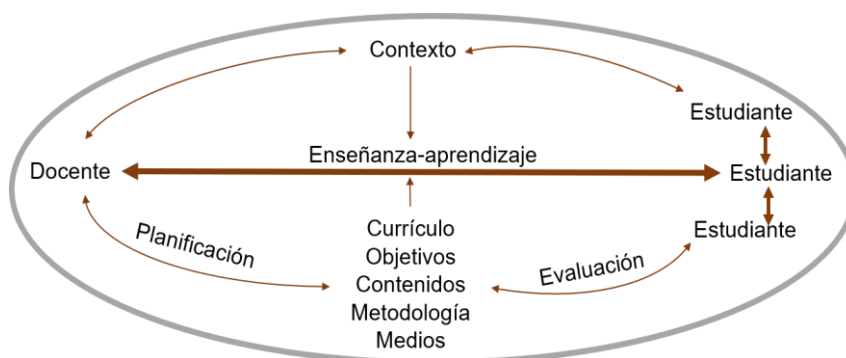 Contexto
Estudiante
Enseñanza-aprendizaje
Docente
Estudiante
Estudiante
Planificación
Currículo
Objetivos
Contenidos
Metodología
Medios
Evaluación